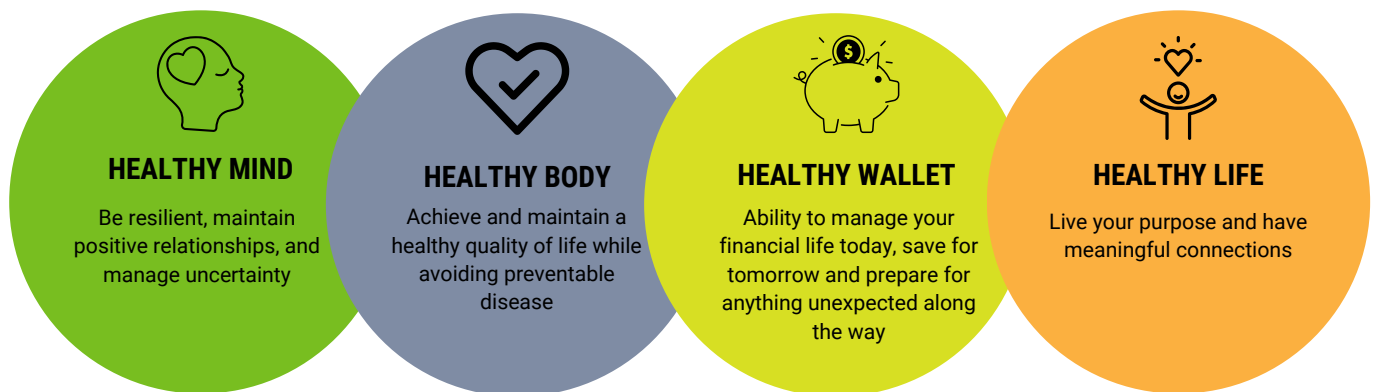 $
HEALTHY MIND
Be resilient, maintain
positive relationships, and
manage uncertainty
HEALTHY BODY
Achieve and maintain a
healthy quality of life while
avoiding preventable
disease
HEALTHY WALLET
Ability to manage your
financial life today, save for
tomorrow and prepare for
anything unexpected along
the way
HEALTHY LIFE
Live your purpose and have
meaningful connections